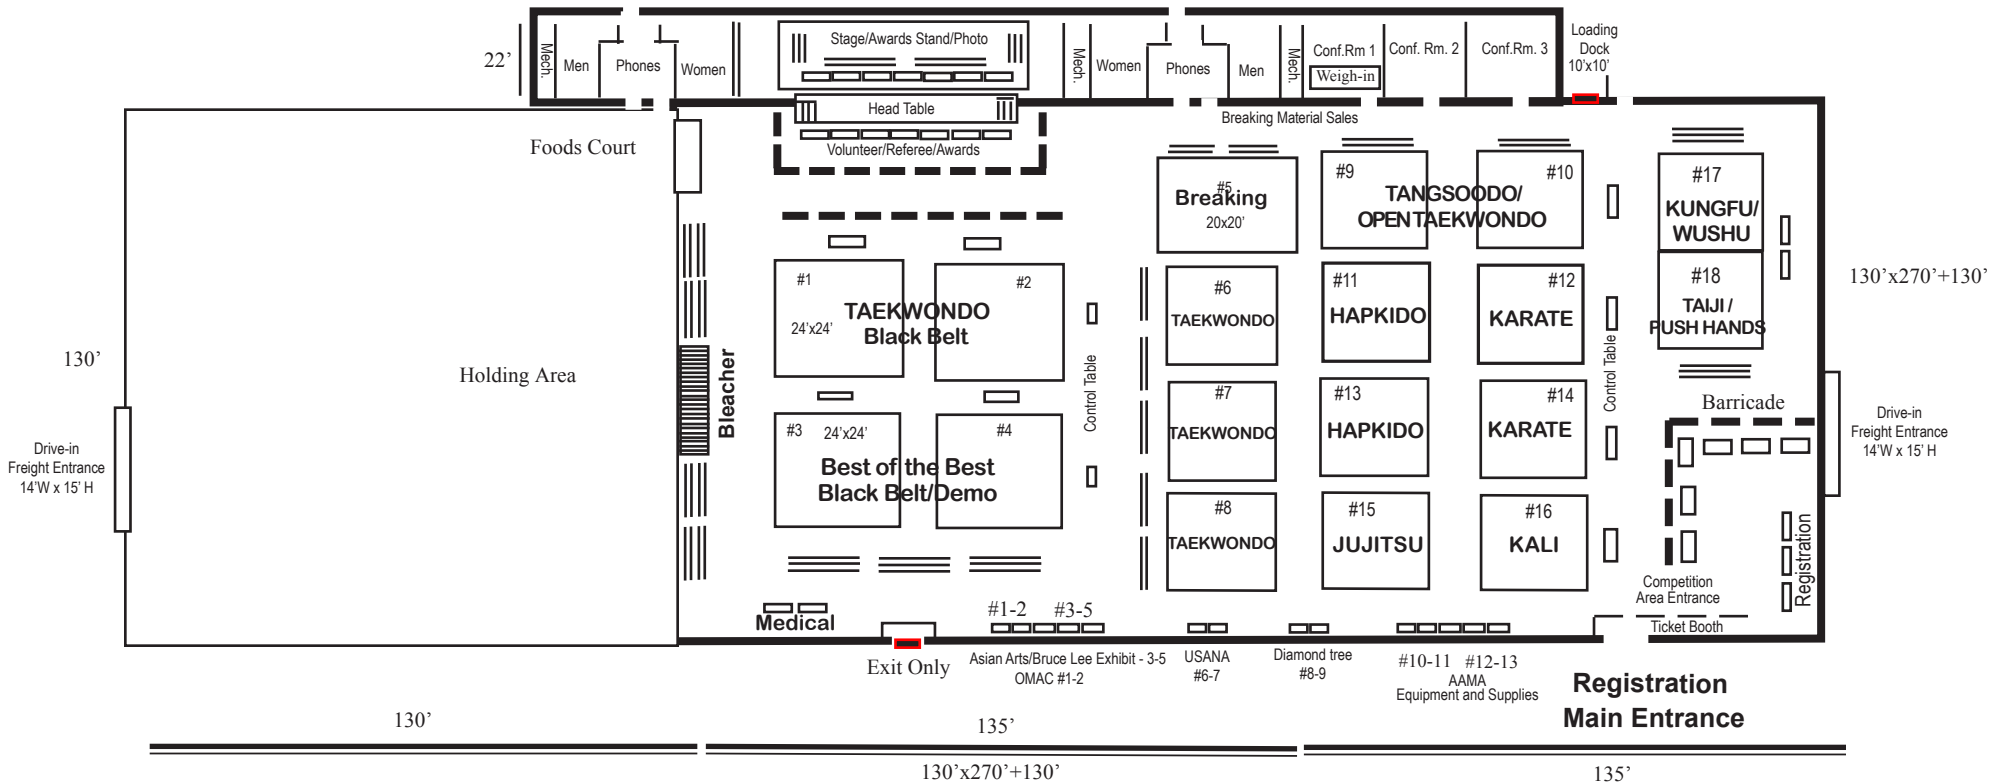 22’
Mech.
Men
Phones
Women
Stage/Awards Stand/Photo
Mech.
Women
Phones
Men
Mech.
Conf.Rm 1
Weigh-in
Conf. Rm. 2
Conf.Rm. 3
Loading
Dock
10’x10’
Head Table
Volunteer/Referee/Awards
Breaking Material Sales
Foods Court
#5
Breaking
20x20’
#9
#10
TANGSOODO/
OPEN TAEKWONDO
#17
KUNGFU/
WUSHU
#18
TAIJI /
PUSH HANDS
130’x270’+130’
#1
#2
TAEKWONDO
24’x24’
Black Belt
#6
TAEKWONDO
#11
HAPKIDO
#12
KARATE
130’
Holding Area
Bleacher
Control Table
Control Table
#7
TAEKWONDO
#13
HAPKIDO
#14
KARATE
Barricade
Drive-in
Freight Entrance
14’W x 15’ H
#3
24’x24’
#4
Best of the Best
Black Belt/Demo
Drive-in
Freight Entrance
14’W x 15’ H
#8
TAEKWONDO
#15
JUJITSU
#16
KALI
Registration
Competition
Area Entrance
Ticket Booth
Medical
#1-2
#3-5
Exit Only
Asian Arts/Bruce Lee Exhibit - 3-5
OMAC #1-2
USANA
#6-7
Diamond tree
#8-9
#10-11
#12-13
AAMA
Equipment and Supplies
Registration
Main Entrance
130’
135’
130’x270’+130’
135’